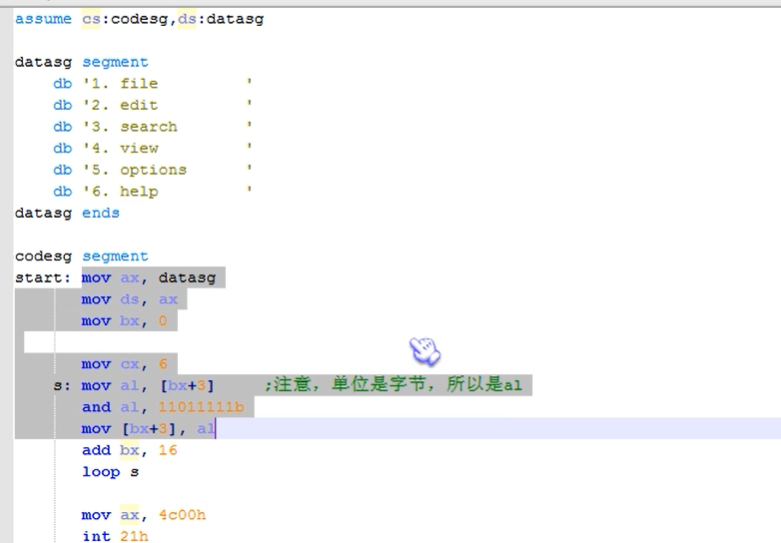 assume cs:codesg,ds:datasg
datasg segment
db '1. file         '
db '2. edit         '
db '3. search       '
db '4. view         '
db '5. options      '
db '6. help         '
datasg ends
codesg segment
start: mov ax, datasg
mov ds, ax
mov bx, 0
mov cx, 6
s: mov al, [bx+3]     ;注意，单位是字节，所以是al
and al, 11011111b
mov [bx+3], al
add bx, 16
loop s
mov ax, 4c00h
int 21h